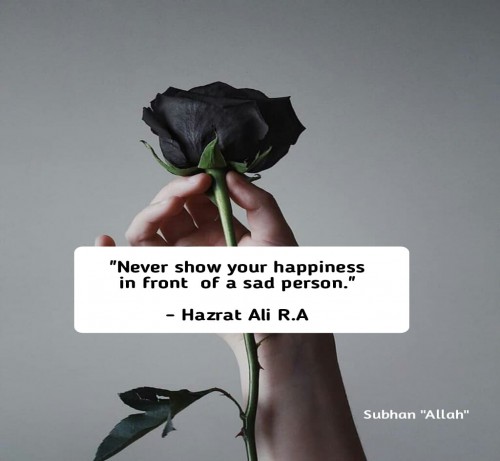 "Never show your happiness
in front of a sad person."
- Hazrat Ali R.A
Subhan "Allah"